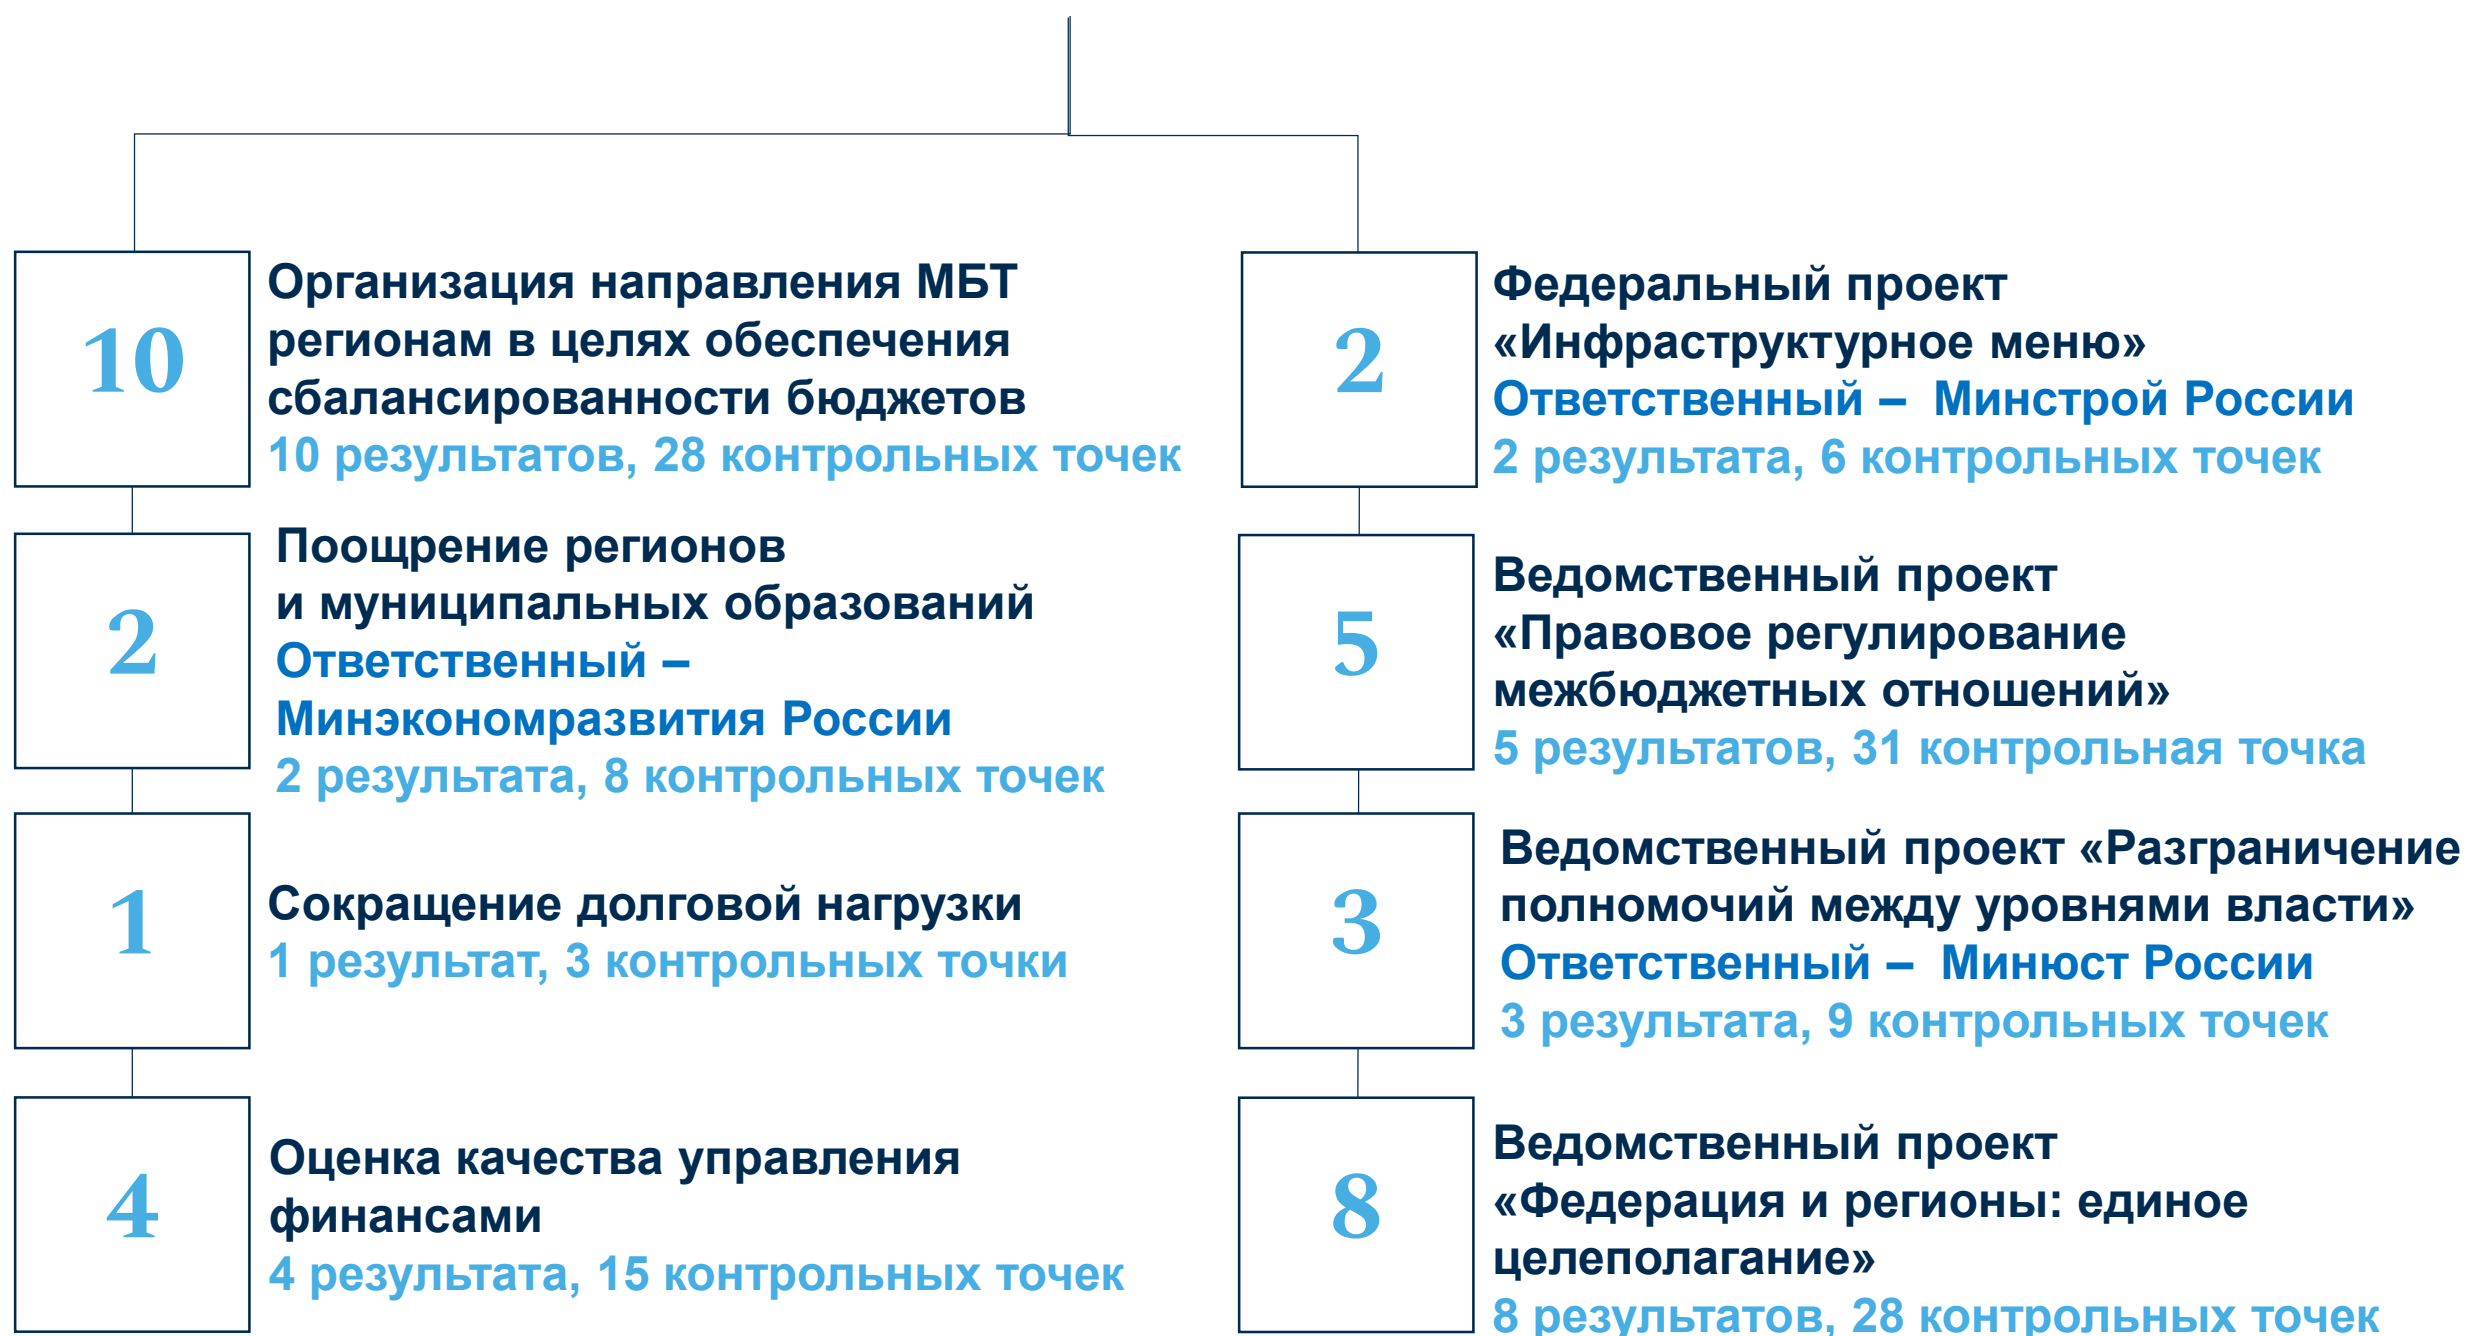 10
Организация направления МБТ
регионам в целях обеспечения
сбалансированности бюджетов
10 результатов, 28 контрольных точек
2
Поощрение регионов
и муниципальных образований
Ответственный –
Минэкономразвития России
2 результата, 8 контрольных точек
1
Сокращение долговой нагрузки
1 результат, 3 контрольных точки
4
Оценка качества управления
финансами
4 результата, 15 контрольных точек
2
Федеральный проект
«Инфраструктурное меню»
Ответственный – Минстрой России
2 результата, 6 контрольных точек
5
Ведомственный проект
«Правовое регулирование
межбюджетных отношений»
5 результатов, 31 контрольная точка
3
Ведомственный проект «Разграничение
полномочий между уровнями власти»
Ответственный – Минюст России
3 результата, 9 контрольных точек
8
Ведомственный проект
«Федерация и регионы: единое
целеполагание»
8 результатов, 28 контрольных точек